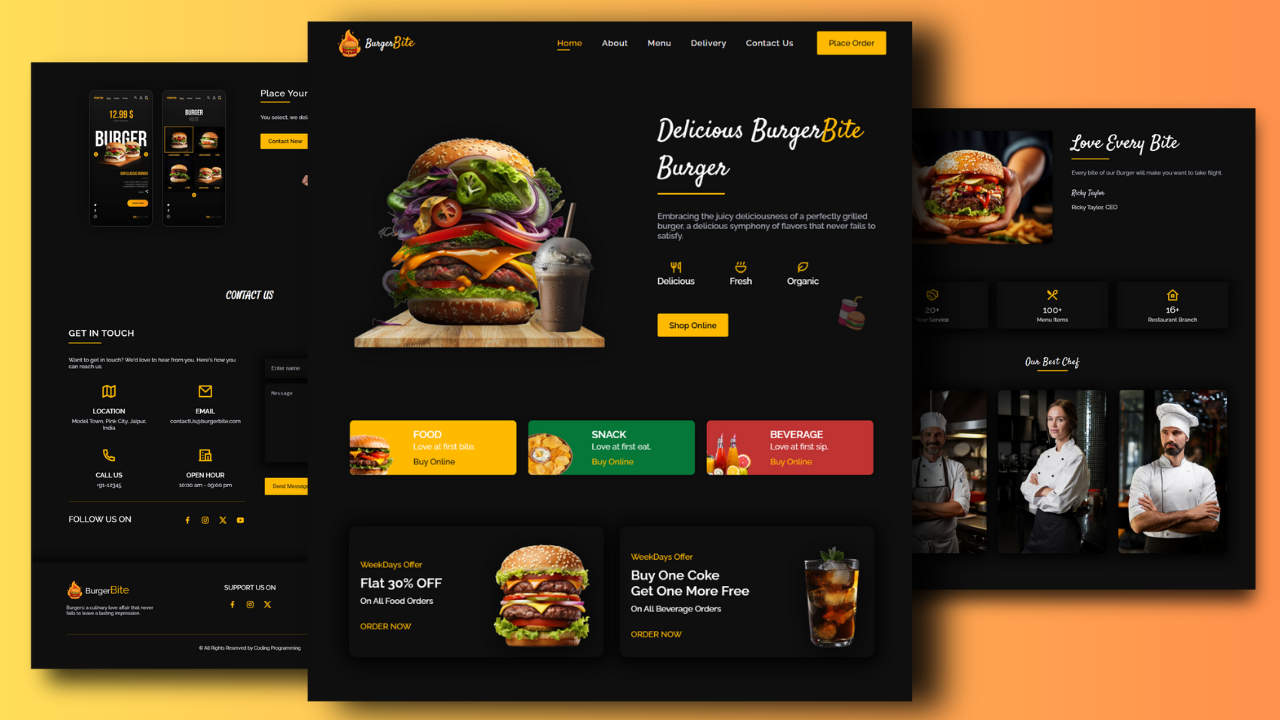 BurgerBite
Home
About
Menu
Delivery
Contact Us
Place Order
Delicious BurgerBite
Burger
Embracing the juicy deliciousness of a perfectly grilled
burger, a delicious symphony of flavors that never fails to
satisfy.
Delicious
Fresh
Organic
Shop Online
FOOD
Love at first bite.
Buy Online
SNACK
Love at first eat.
Buy Online
BEVERAGE
Love at first sip.
Buy Online
WeekDays Offer
Flat 30% OFF
On All Food Orders
ORDER NOW
WeekDays Offer
Buy One Coke
Get One More Free
On All Beverage Orders
ORDER NOW
12.99 $
BURGER
OUR CLASSIC BURGER
BURGER
Place Your
You select, we del
Contact Now
CONTACT US
GET IN TOUCH
Want to get in touch? We'd love to hear from you. Here's how you
can reach us.
LOCATION
Model Town, Pink City, Jaipur,
India
EMAIL
contactUs@burgerbite.com
CALL US
+91-12345
OPEN HOUR
10:00 am - 09:00 pm
Enter name
Message
Send Message
FOLLOW US ON
BurgerBite
Burgers: a culinary love affair that never
fails to leave a lasting impression.
SUPPORT US ON
© All Rights Reserved by Coding Programming
Love Every Bite
Every bite of our Burger will make you want to take flight.
Ricky Taylor
Ricky Taylor, CEO
20+
Year Service
100+
Menu Items
16+
Restaurant Branch
Our Best Chef